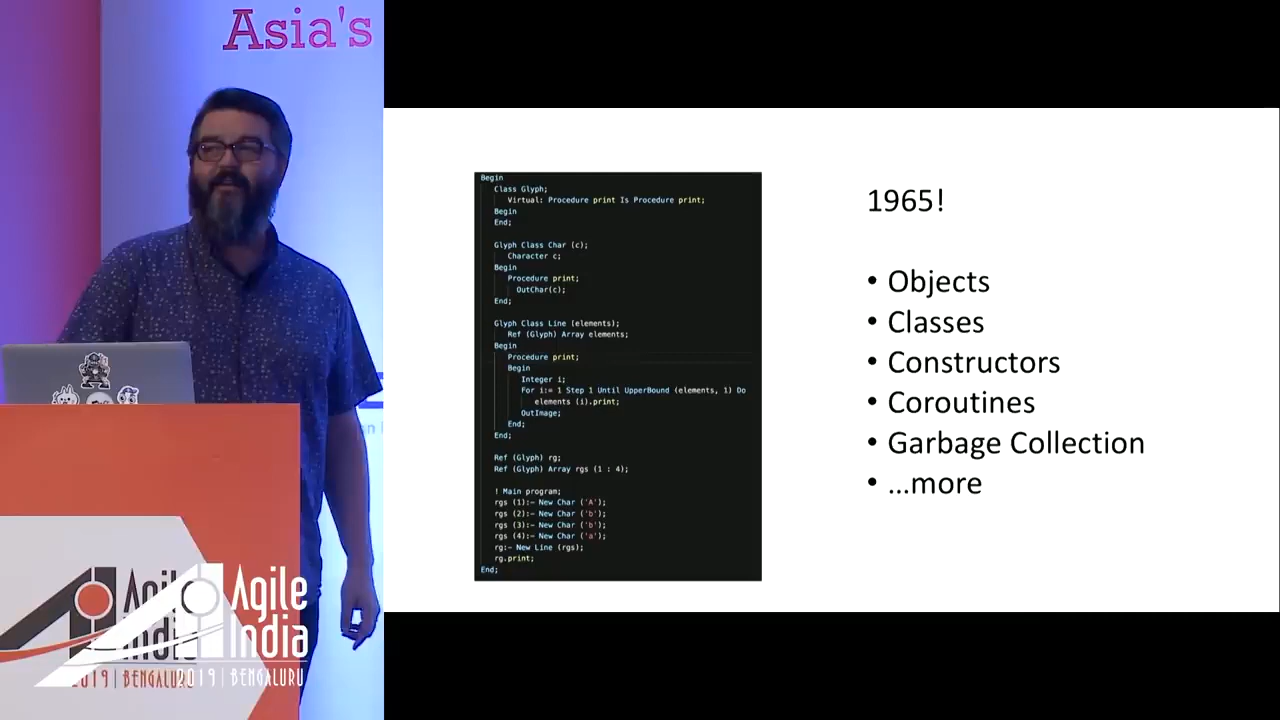 Asia's
Begin
Class Glyph;
Virtual: Procedure print Is Procedure print;
Begin
End;
Glyph Class Char (c);
Character c;
Begin
Procedure print;
OutChar(c);
End;
Glyph Class Line (elements);
Ref (Glyph) Array elements;
Begin
Procedure print;
Begin
Integer i;
For i:= 1 Step 1 Until UpperBound (elements, 1) Do
elements (i).print;
OutImage;
End;
End;
Ref (Glyph) rg;
Ref (Glyph) Array rgs (1 : 4);
! Main program;
rgs (1):- New Char ('A');
rgs (2):- New Char ('b');
rgs (3):- New Char ('b');
rgs (4):- New Char ('a');
rg:- New Line (rgs);
rg.print;
End;
1965!
• Objects
• Classes
• Constructors
• Coroutines
• Garbage Collection
• ...more
Agile
India
2019 | BENGALURU
Agile
India
2019 | BENGALURU